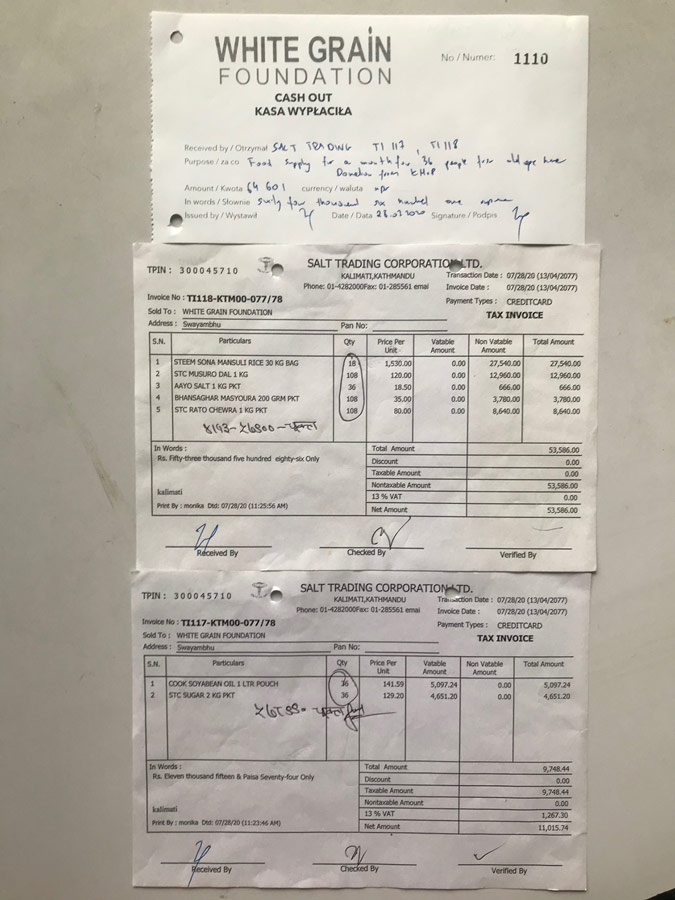 WHITE GRAiN
FOUNDATION
No / Numer: 1110
CASH OUT
KASA WYPŁACIŁA
Received by / Otrzymał SALT TRADING TI 117 , TI 118
Purpose / za co Food supply for a month for 36 people for old age home
Donation from
Amount / Kwota 64 601 currency / waluta npr
In words / Słownie sixty four thousand six hundred one
Issued by / Wystawił Date / Data 28.07.2020 Signature / Podpis
TPIN : 300045710 SALT TRADING CORPORATION LTD.
KALIMATI,KATHMANDU
Phone: 01-4282000Fax: 01-285561 emai
Transaction Date : 07/28/20 (13/04/2077)
Invoice Date : 07/28/20 (13/04/2077)
Invoice No : TI118-KTM00-077/78
Payment Types : CREDITCARD
Sold To : WHITE GRAIN FOUNDATION
TAX INVOICE
Address : Swayambhu Pan No:
S.N. Particulars Qty Price Per Unit Vatable Amount Non Vatable Amount Total Amount
1 STEEM SONA MANSULI RICE 30 KG BAG 18 1,530.00 0.00 27,540.00 27,540.00
2 STC MUSURO DAL 1 KG 108 120.00 0.00 12,960.00 12,960.00
3 AAYO SALT 1 KG PKT 36 18.50 0.00 666.00 666.00
4 BHANSAGHAR MASYOURA 200 GRM PKT 108 35.00 0.00 3,780.00 3,780.00
5 STC RATO CHEWRA 1 KG PKT 108 80.00 0.00 8,640.00 8,640.00
In Words :
Rs. Fifty-three thousand five hundred eighty-six Only
Total Amount 53,586.00
Discount 0.00
Taxable Amount 0.00
Nontaxable Amount 53,586.00
13 % VAT 0.00
Net Amount 53,586.00
kalimati
Print By : monika Dtd: 07/28/20 (11:25:56 AM)
Received By Checked By Verified By
TPIN : 300045710 SALT TRADING CORPORATION LTD.
KALIMATI,KATHMANDU
Phone: 01-4282000Fax: 01-285561 emai
Transaction Date : 07/28/20 (13/04/2077)
Invoice Date : 07/28/20 (13/04/2077)
Invoice No : TI117-KTM00-077/78
Payment Types : CREDITCARD
Sold To : WHITE GRAIN FOUNDATION
TAX INVOICE
Address : Swayambhu Pan No:
S.N. Particulars Qty Price Per Unit Vatable Amount Non Vatable Amount Total Amount
1 COOK SOYABEAN OIL 1 LTR POUCH 36 141.59 5,097.24 0.00 5,097.24
2 STC SUGAR 2 KG PKT 36 129.20 4,651.20 0.00 4,651.20
In Words :
Rs. Eleven thousand fifteen & Paisa Seventy-four Only
Total Amount 9,748.44
Discount 0.00
Taxable Amount 9,748.44
Nontaxable Amount 0.00
13 % VAT 1,267.30
Net Amount 11,015.74
kalimati
Print By : monika Dtd: 07/28/20 (11:23:46 AM)
Received By Checked By Verified By